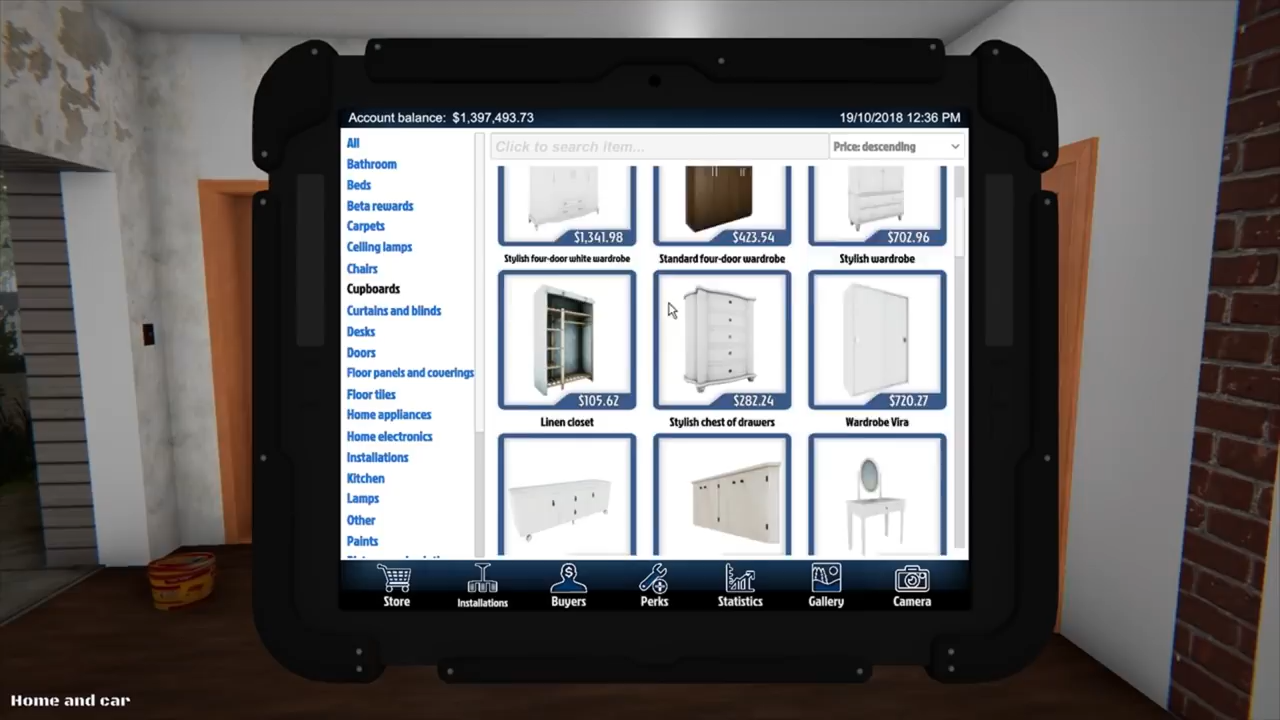 Account balance: $1,397,493.73
19/10/2018 12:36 PM
All
Bathroom
Beds
Beta rewards
Carpets
Ceiling lamps
Chairs
Cupboards
Curtains and blinds
Desks
Doors
Floor panels and coverings
Floor tiles
Home appliances
Home electronics
Installations
Kitchen
Lamps
Other
Paints
Click to search item...
Price: descending
$1,341.98
$423.54
$702.96
Stylish four-door white wardrobe
Standard four-door wardrobe
Stylish wardrobe
$105.62
$282.24
$720.27
Linen closet
Stylish chest of drawers
Wardrobe Vira
Store
Installations
Buyers
Perks
Statistics
Gallery
Camera
Home and car